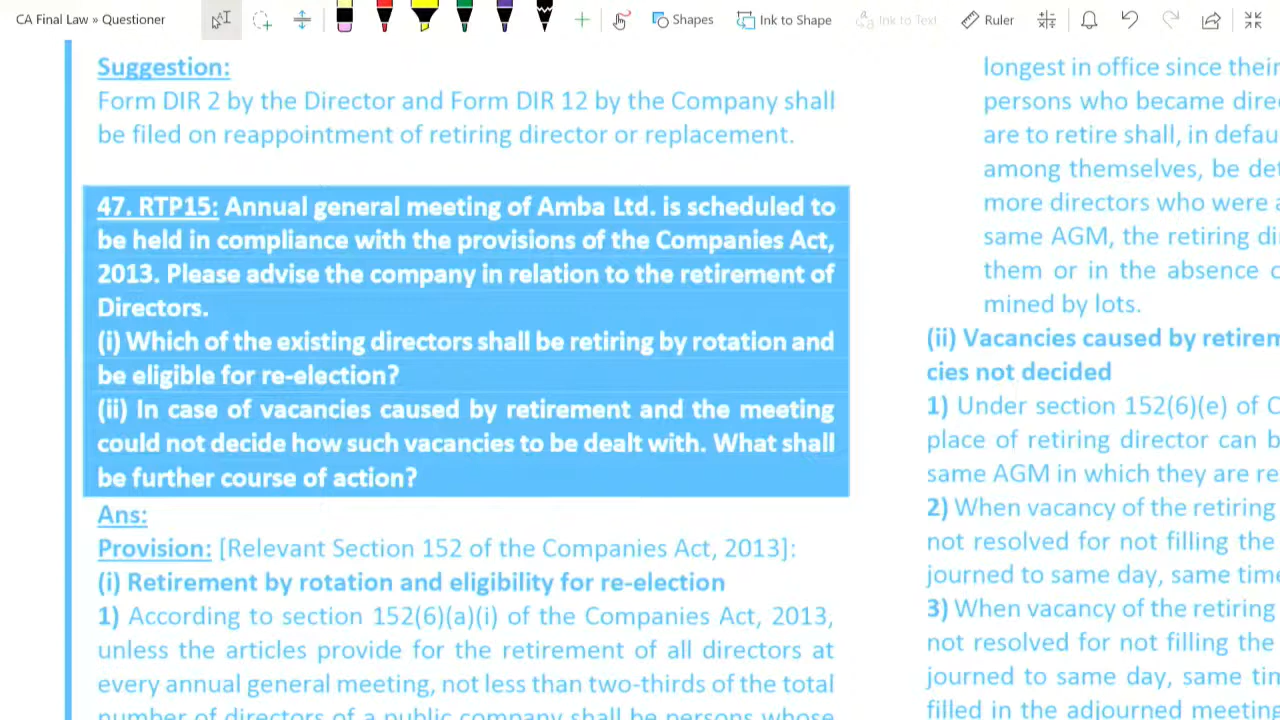 CA Final Law » Questioner
Shapes
Ink to Shape
Ink to Text
Ruler
Suggestion:
Form DIR 2 by the Director and Form DIR 12 by the Company shall
be filed on reappointment of retiring director or replacement.
47. RTP15: Annual general meeting of Amba Ltd. is scheduled to
be held in compliance with the provisions of the Companies Act,
2013. Please advise the company in relation to the retirement of
Directors.
(i) Which of the existing directors shall be retiring by rotation and
be eligible for re-election?
(ii) In case of vacancies caused by retirement and the meeting
could not decide how such vacancies to be dealt with. What shall
be further course of action?
Ans:
Provision: [Relevant Section 152 of the Companies Act, 2013]:
(i) Retirement by rotation and eligibility for re-election
1) According to section 152(6)(a)(i) of the Companies Act, 2013,
unless the articles provide for the retirement of all directors at
every annual general meeting, not less than two-thirds of the total
number of directors of a public company shall be persons whose
longest in office since their
persons who became
are to retire shall, in
among themselves, be
more directors who were
same AGM, the retiring
them or in the absence
mined by lots.
(ii) Vacancies caused by
cies not decided
1) Under section 152(6)(e) of
place of retiring director can
same AGM in which they are
2) When vacancy of the retiring
not resolved for not filling the
journed to same day, same
3) When vacancy of the retiring
not resolved for not filling the
journed to same day, same
filled in the adjourned